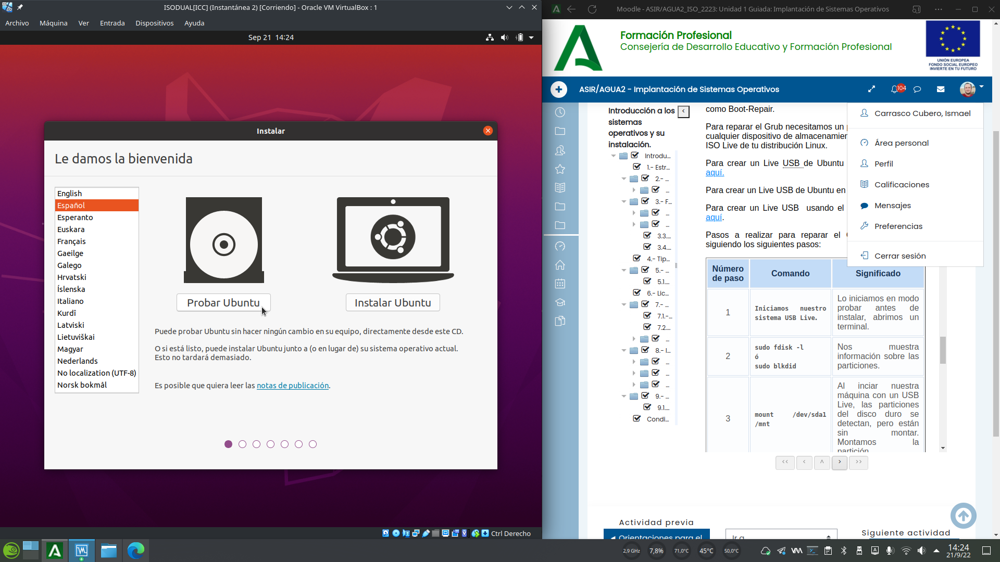 ISODUAL[ICC] (Instantánea 2) [Corriendo] - Oracle VM VirtualBox : 1
Archivo Máquina Ver Entrada Dispositivos Ayuda
Sep 21 14:24
Instalar
Le damos la bienvenida
English
Español
Esperanto
Euskara
Français
Gaeilge
Galego
Hrvatski
Íslenska
Italiano
Kurdî
Latviski
Lietuviškai
Magyar
Nederlands
No localization (UTF-8)
Norsk bokmål
Probar Ubuntu
Instalar Ubuntu
Puede probar Ubuntu sin hacer ningún cambio en su equipo, directamente desde este CD.
O si está listo, puede instalar Ubuntu junto a (o en lugar de) su sistema operativo actual.
Esto no tardará demasiado.
Es posible que quiera leer las notas de publicación.
Ctrl Derecho
Moodle - ASIR/AGUA2_ISO_2223: Unidad 1 Guiada: Implantación de Sistemas Operativos
Formación Profesional
Consejería de Desarrollo Educativo y Formación Profesional
UNIÓN EUROPEA
FONDO SOCIAL EUROPEO
INVIERTE EN TU FUTURO
ASIR/AGUA2 - Implantación de Sistemas Operativos
104
Introducción a los
sistemas
operativos y su
instalación.
Introdu...
1.- Estr...
2.- ...
...
3.- F...
...
...
3.3....
3.4....
4.- Tip...
5.- ...
5.1....
6.- Lic...
7.- ...
7.1.-...
7.2....
...
8.- I...
...
...
...
9.- ...
9.1....
Condi...
como Boot-Repair.
Para reparar el Grub necesitamos un
cualquier dispositivo de almacenamien
ISO Live de tu distribución Linux.
Para crear un Live USB de Ubuntu
aquí.
Para crear un Live USB de Ubuntu en
Para crear un Live USB usando el
aquí.
Pasos a realizar para reparar el
siguiendo los siguientes pasos:
Carrasco Cubero, Ismael
Área personal
Perfil
Calificaciones
Mensajes
Preferencias
Cerrar sesión
Número de paso Comando Significado
1
Iniciamos nuestro
sistema USB Live.
Lo iniciamos en modo
probar antes de
instalar, abrimos un
terminal.
2
sudo fdisk -l
ó
sudo blkdid
Nos muestra
información sobre las
particiones.
3
mount /dev/sda1
/mnt
Al inciar nuestra
máquina con un USB
Live, las particiones
del disco duro se
detectan, pero están
sin montar.
Montamos la
partición
<< < ^ > >>
Actividad previa
◄ Orientaciones para el
Ir a
Siguiente actividad
2,9 GHz 7,8% 71,0°C 45°C 50,0°C
14:24
21/9/22